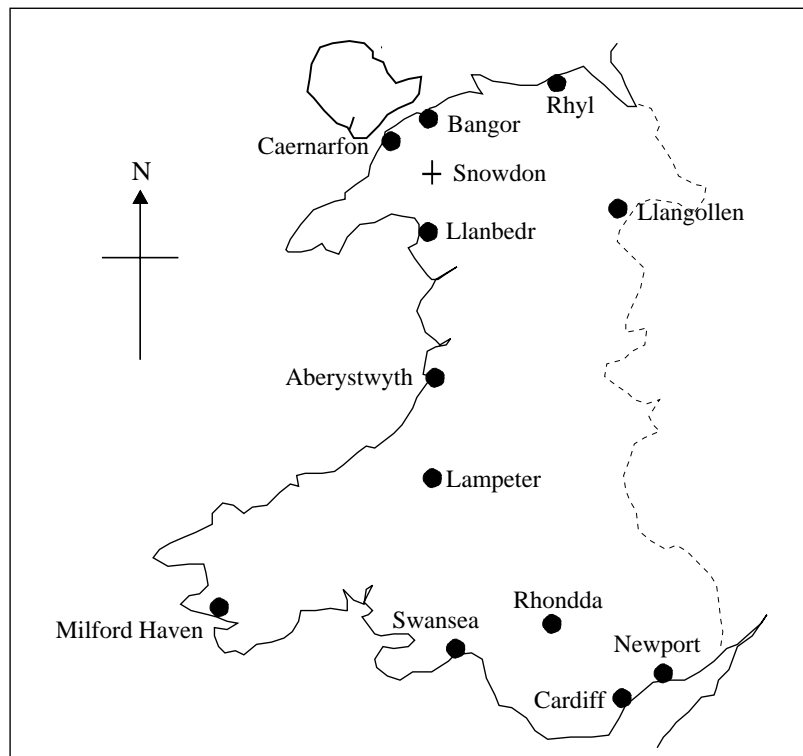 Rhyl
Bangor
Caernarfon
N
Snowdon
Llangollen
Llanbedr
Aberystwyth
Lampeter
Rhondda
Milford Haven
Swansea
Newport
Cardiff